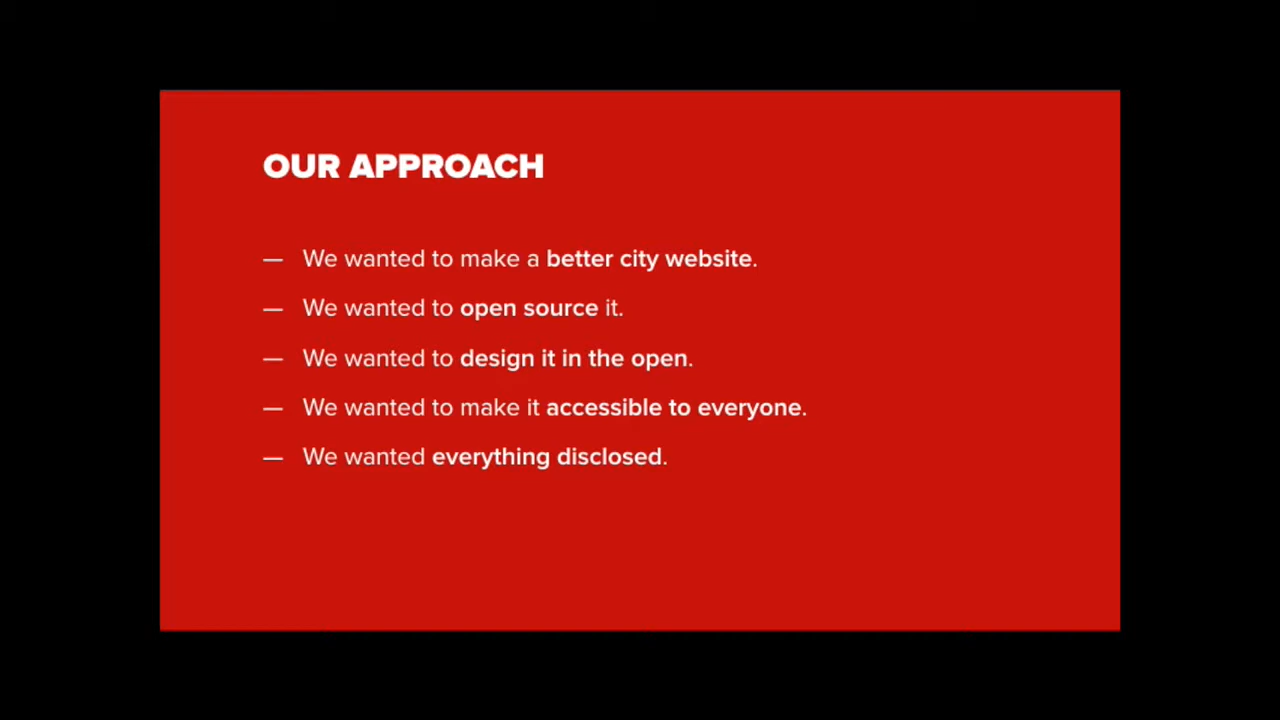 OUR APPROACH
— We wanted to make a better city website.
— We wanted to open source it.
— We wanted to design it in the open.
— We wanted to make it accessible to everyone.
— We wanted everything disclosed.